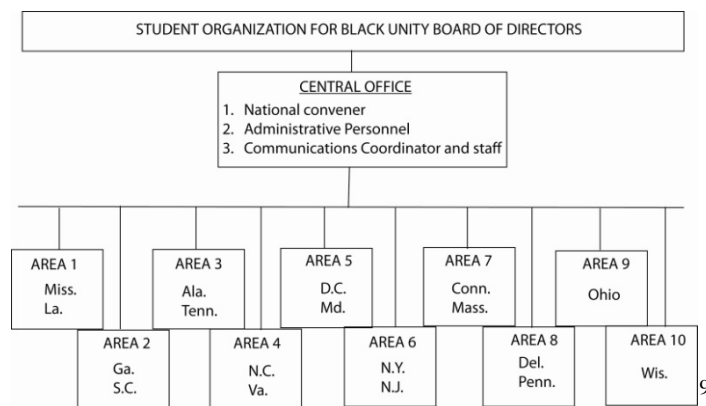 STUDENT ORGANIZATION FOR BLACK UNITY BOARD OF DIRECTORS
CENTRAL OFFICE
1. National convener
2. Administrative Personnel
3. Communications Coordinator and staff
AREA 1
Miss.
La.
AREA 2
Ga.
S.C.
AREA 3
Ala.
Tenn.
AREA 4
N.C.
Va.
AREA 5
D.C.
Md.
AREA 6
N.Y.
N.J.
AREA 7
Conn.
Mass.
AREA 8
Del.
Penn.
AREA 9
Ohio
AREA 10
Wis.
9